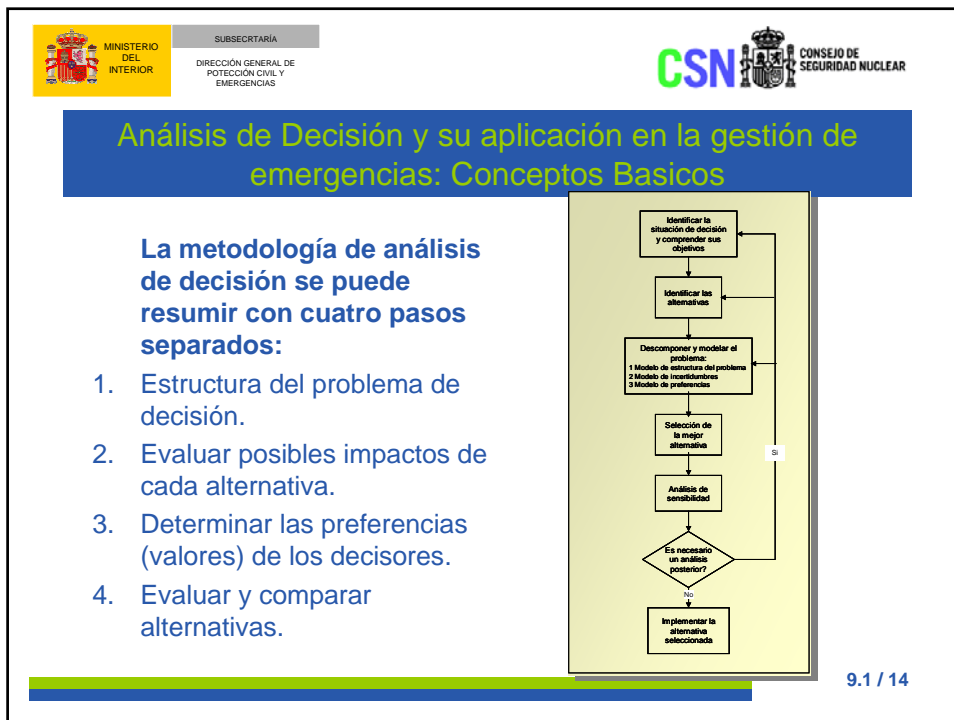 MINISTERIO
DEL
INTERIOR
SUBSECRTARÍA
DIRECCIÓN GENERAL DE
POTECCIÓN CIVIL Y
EMERGENCIAS
CSN
CONSEJO DE
SEGURIDAD NUCLEAR
Análisis de Decisión y su aplicación en la gestión de
emergencias: Conceptos Basicos
La metodología de análisis
de decisión se puede
resumir con cuatro pasos
separados:
1. Estructura del problema de
decisión.
2. Evaluar posibles impactos de
cada alternativa.
3. Determinar las preferencias
(valores) de los decisores.
4. Evaluar y comparar
alternativas.
Identificar la
situación de decisión
y comprender sus
objetivos
Identificar las
alternativas
Descomponer y modelar el
problema:
1 Modelo de estructura del problema
2 Modelo de incertidumbres
3 Modelo de preferencias
Selección de
la mejor
alternativa
Si
Análisis de
sensibilidad
Es necesario
un análisis
posterior?
No
Implementar la
alternativa
seleccionada
9.1 / 14